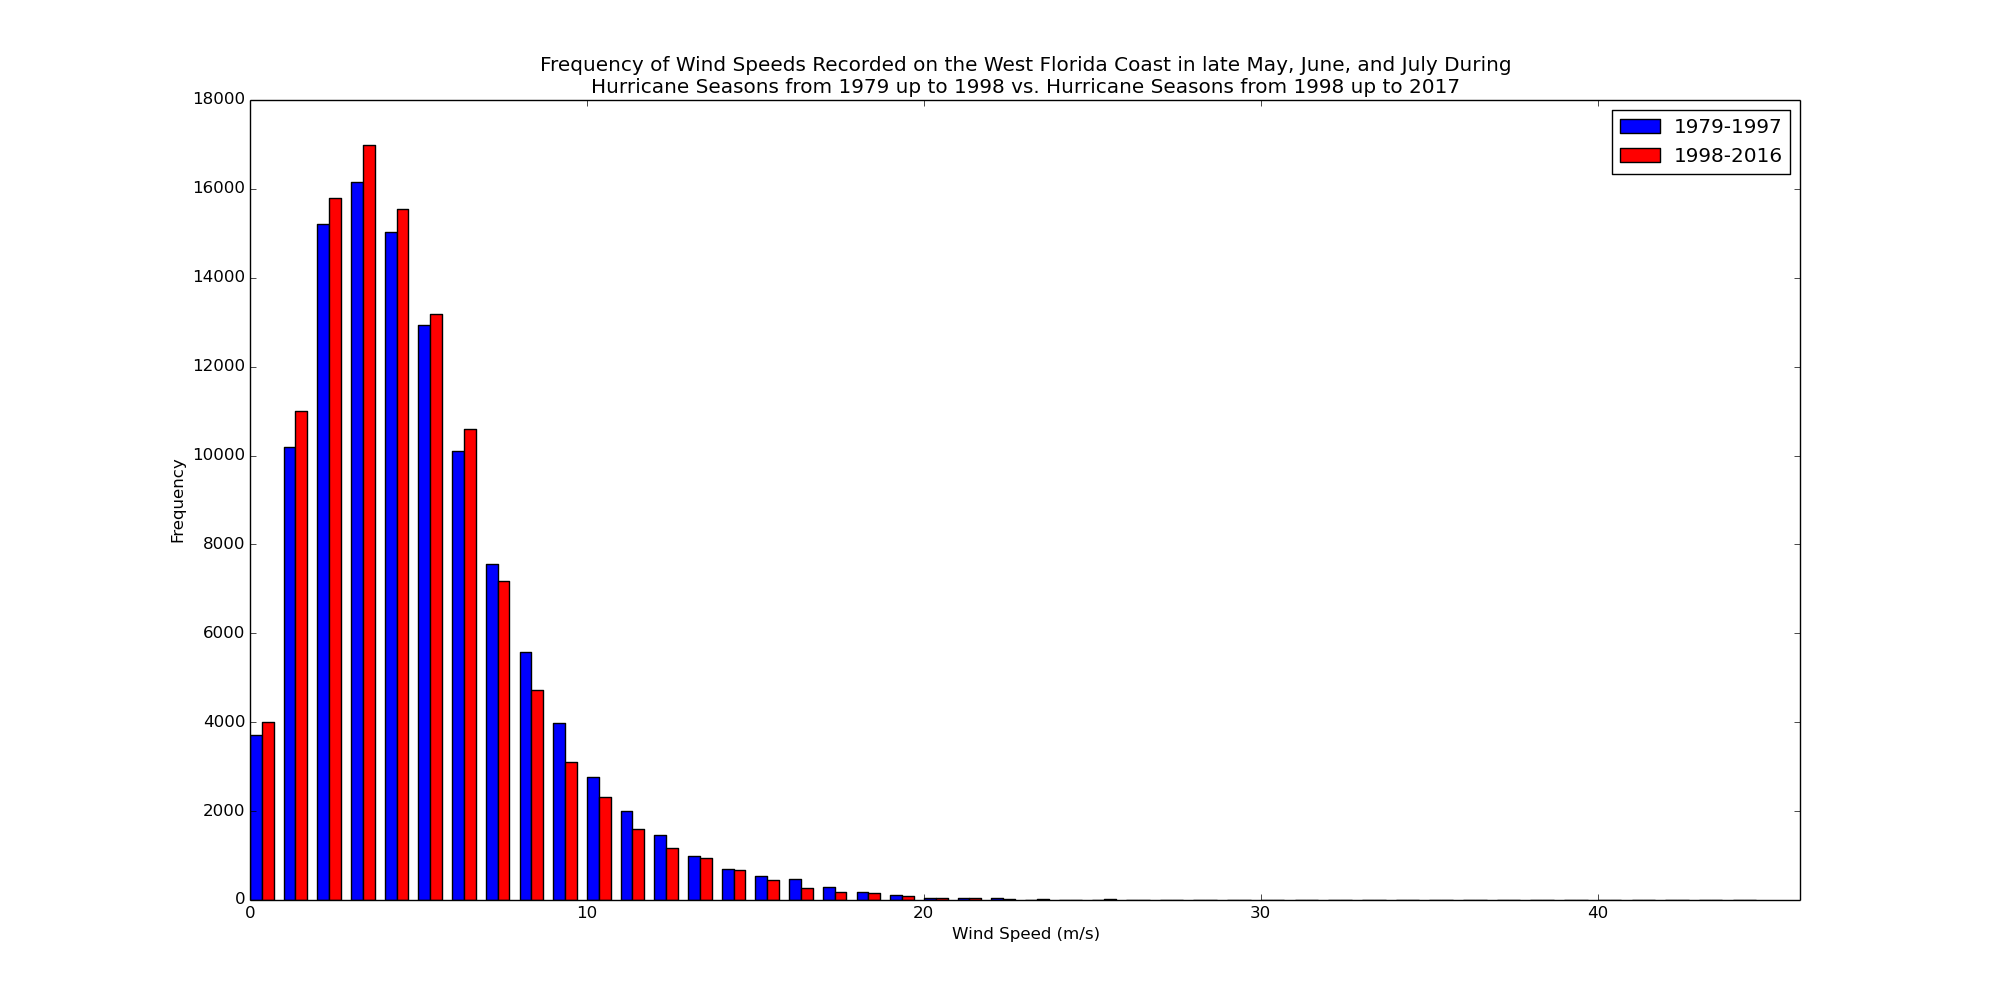 Frequency of Wind Speeds Recorded on the West Florida Coast in late May, June, and July During
Hurricane Seasons from 1979 up to 1998 vs. Hurricane Seasons from 1998 up to 2017
18000
16000
14000
12000
10000
8000
6000
4000
2000
0
Frequency
1979-1997
1998-2016
0 10 20 30 40
Wind Speed (m/s)